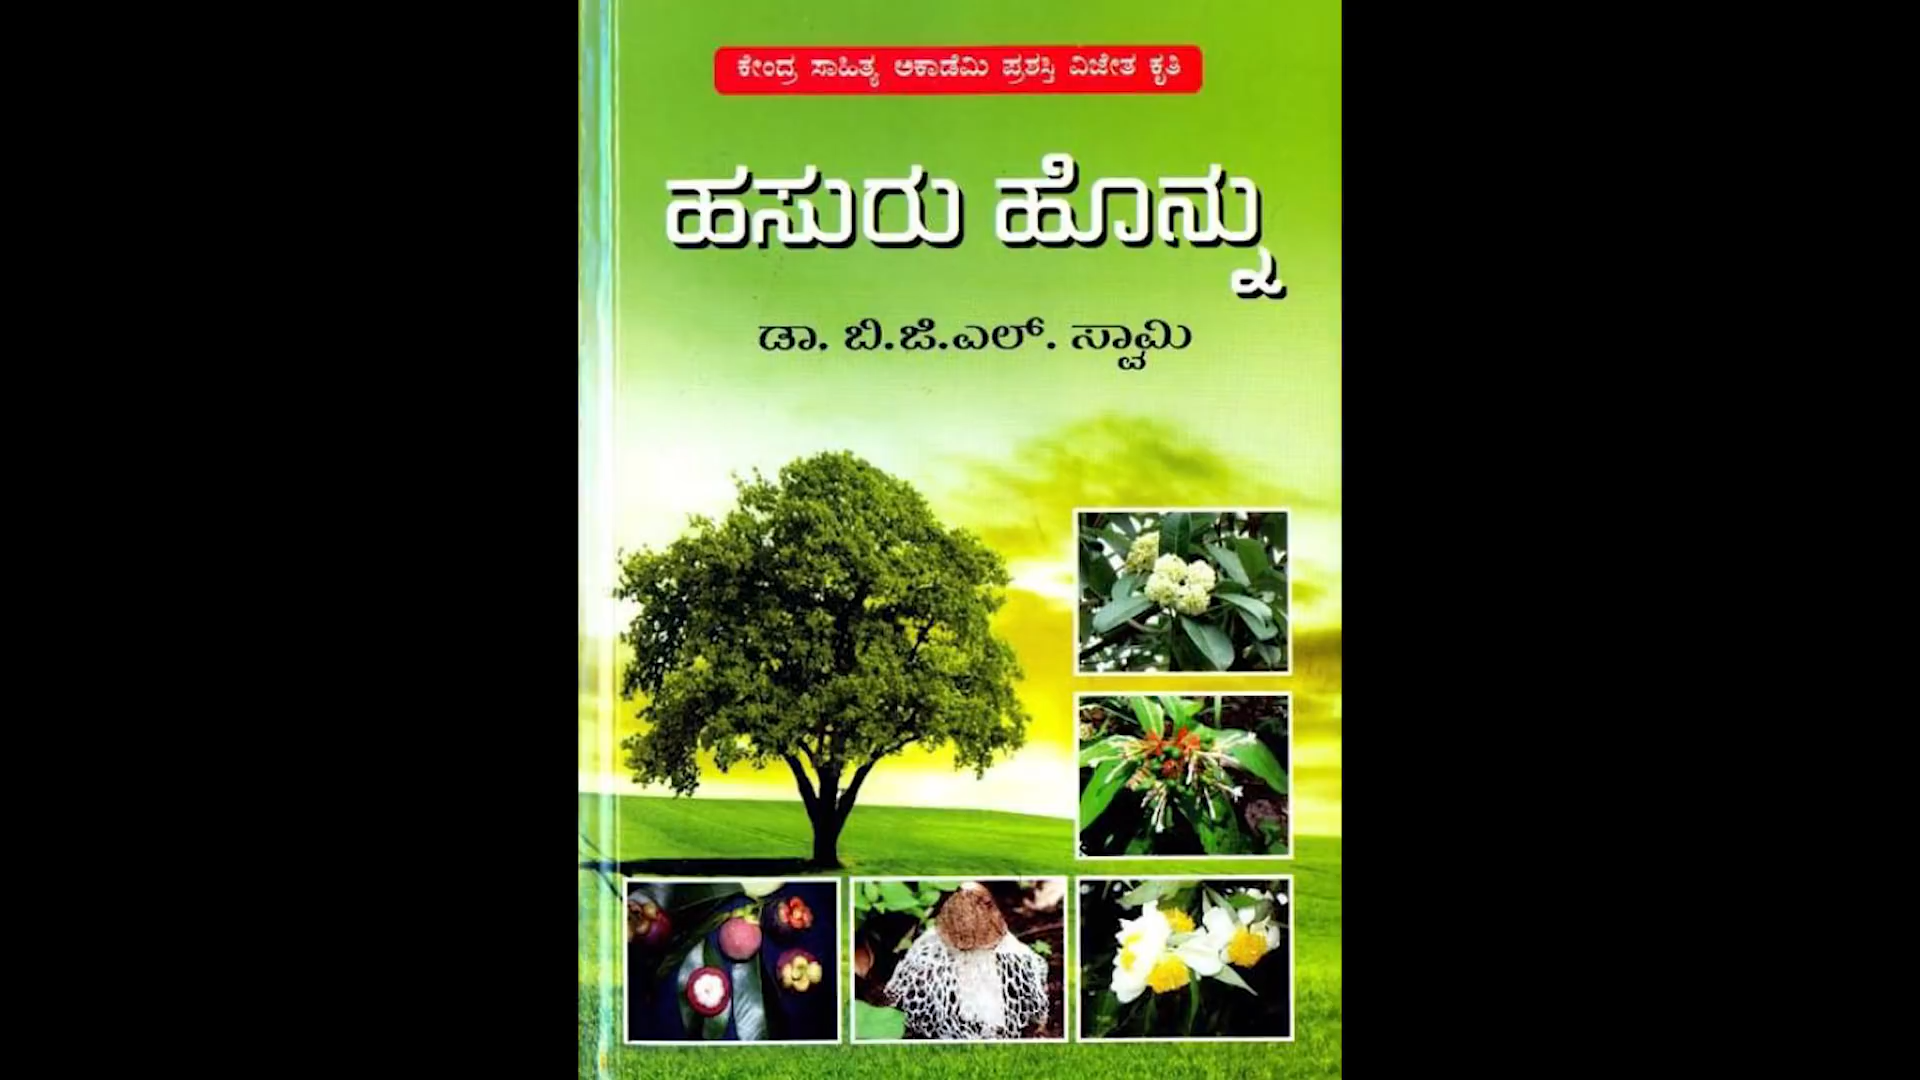 ಕೇಂದ್ರ ಸಾಹಿತ್ಯ ಅಕಾಡೆಮಿ ಪ್ರಶಸ್ತಿ ವಿಜೇತ ಕೃತಿ
ಹಸುರು ಹೊನ್ನು
ಡಾ. ಬಿ.ಜಿ.ಎಲ್. ಸ್ವಾಮಿ